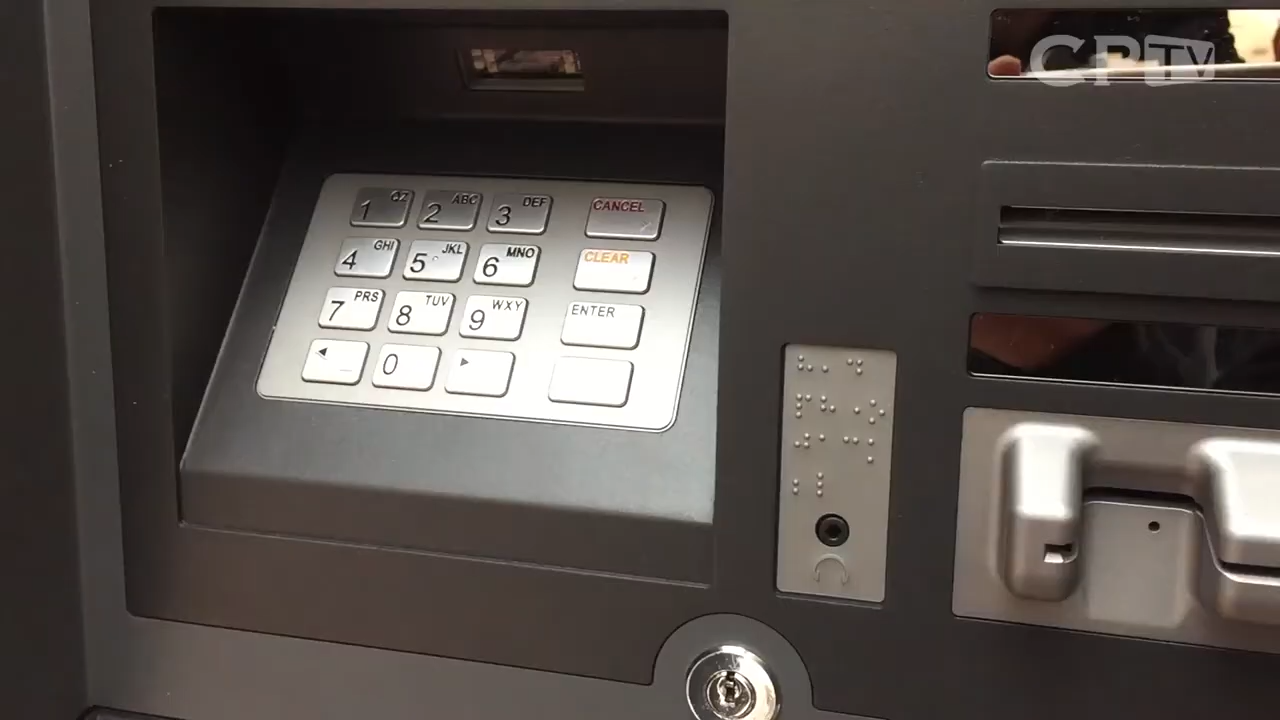 CPTV
1 QZ 2 ABC 3 DEF CANCEL
4 GHI 5 JKL 6 MNO CLEAR
7 PRS 8 TUV 9 WXY ENTER
0